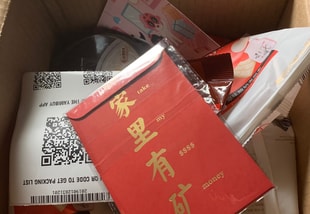 THE YAMIBUY APP
OR CODE TO GET PACKING LIST
家里有矿
take
my
$$$$
money